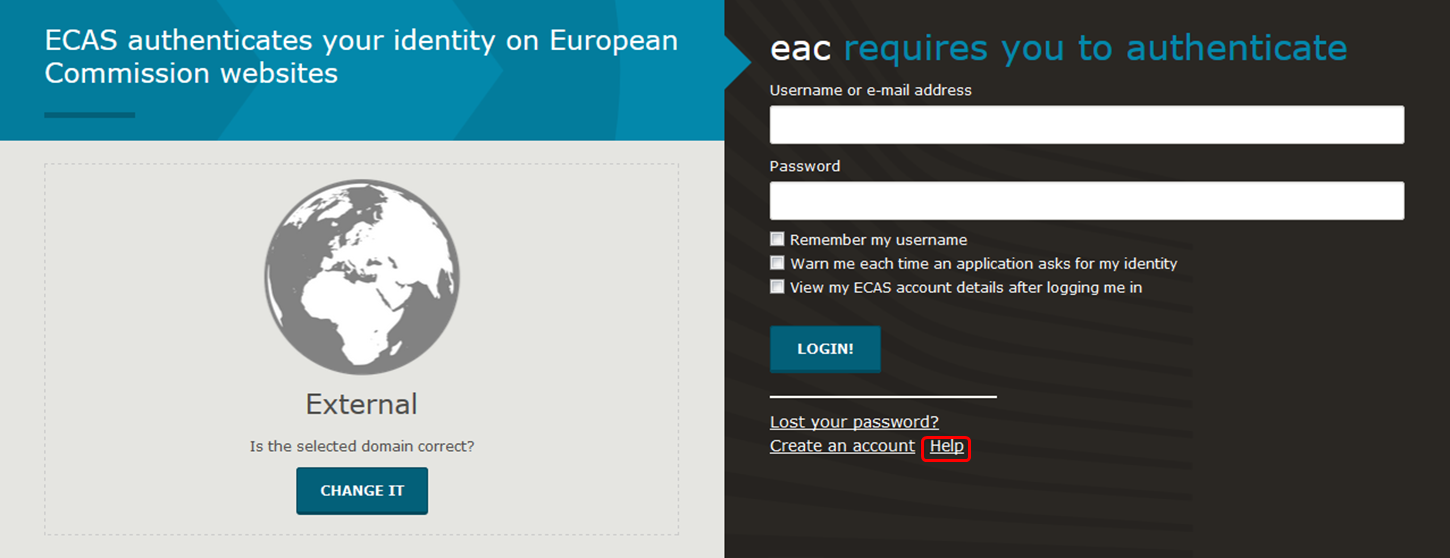 ECAS authenticates your identity on European
Commission websites
External
Is the selected domain correct?
CHANGE IT
eac requires you to authenticate
Username or e-mail address
Password
Remember my username
Warn me each time an application asks for my identity
View my ECAS account details after logging me in
LOGIN!
Lost your password?
Create an account Help